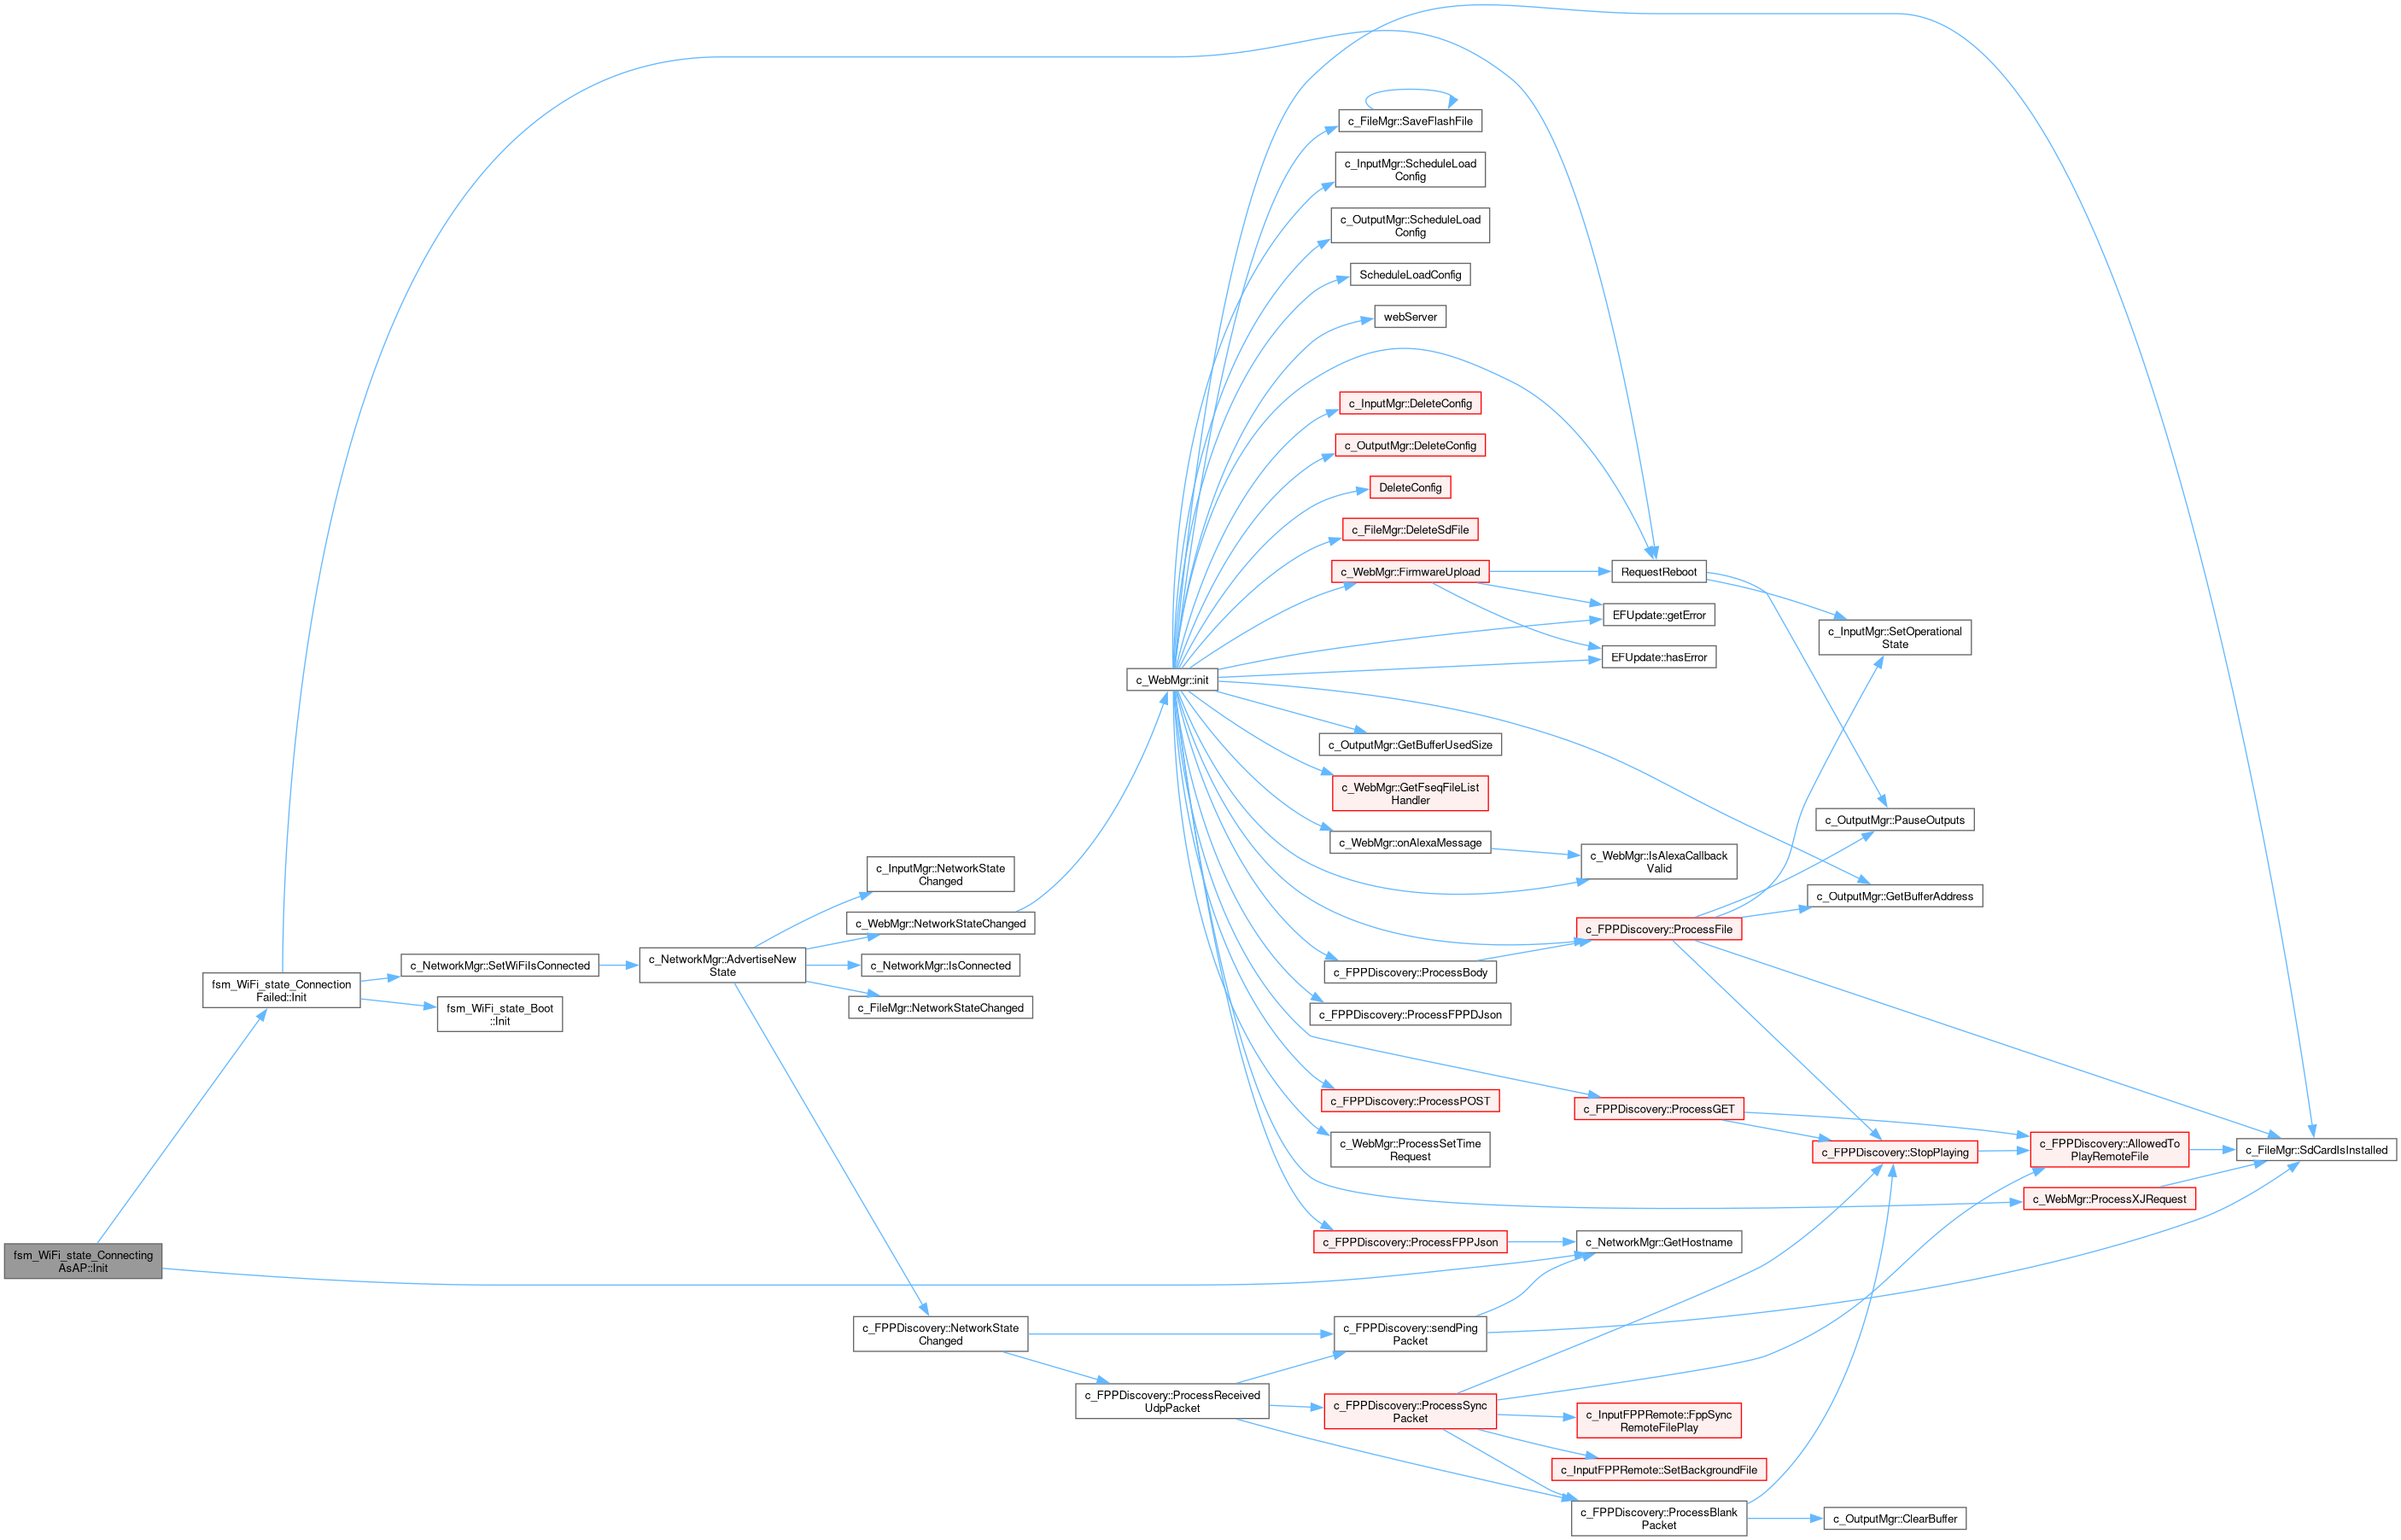 fsm_WiFi_state_Connecting
AsAP::Init
fsm_WiFi_state_Connection
Failed::Init
c_NetworkMgr::SetWiFiIsConnected
fsm_WiFi_state_Boot
::Init
c_NetworkMgr::AdvertiseNew
State
c_InputMgr::NetworkState
Changed
c_WebMgr::NetworkStateChanged
c_NetworkMgr::IsConnected
c_FileMgr::NetworkStateChanged
c_FPPDiscovery::NetworkState
Changed
c_FPPDiscovery::ProcessReceived
UdpPacket
c_WebMgr::init
c_FileMgr::SaveFlashFile
c_InputMgr::ScheduleLoad
Config
c_OutputMgr::ScheduleLoad
Config
ScheduleLoadConfig
webServer
c_InputMgr::DeleteConfig
c_OutputMgr::DeleteConfig
DeleteConfig
c_FileMgr::DeleteSdFile
c_WebMgr::FirmwareUpload
c_OutputMgr::GetBufferUsedSize
c_WebMgr::GetFseqFileList
Handler
c_WebMgr::onAlexaMessage
c_FPPDiscovery::ProcessBody
c_FPPDiscovery::ProcessFPPDJson
c_FPPDiscovery::ProcessPOST
c_WebMgr::ProcessSetTime
Request
c_FPPDiscovery::ProcessFPPJson
c_FPPDiscovery::sendPing
Packet
c_FPPDiscovery::ProcessSync
Packet
RequestReboot
EFUpdate::getError
EFUpdate::hasError
c_WebMgr::IsAlexaCallback
Valid
c_FPPDiscovery::ProcessFile
c_FPPDiscovery::ProcessGET
c_NetworkMgr::GetHostname
c_InputFPPRemote::FppSync
RemoteFilePlay
c_InputFPPRemote::SetBackgroundFile
c_FPPDiscovery::ProcessBlank
Packet
c_InputMgr::SetOperational
State
c_OutputMgr::PauseOutputs
c_OutputMgr::GetBufferAddress
c_FPPDiscovery::StopPlaying
c_OutputMgr::ClearBuffer
c_FPPDiscovery::AllowedTo
PlayRemoteFile
c_WebMgr::ProcessXJRequest
c_FileMgr::SdCardIsInstalled